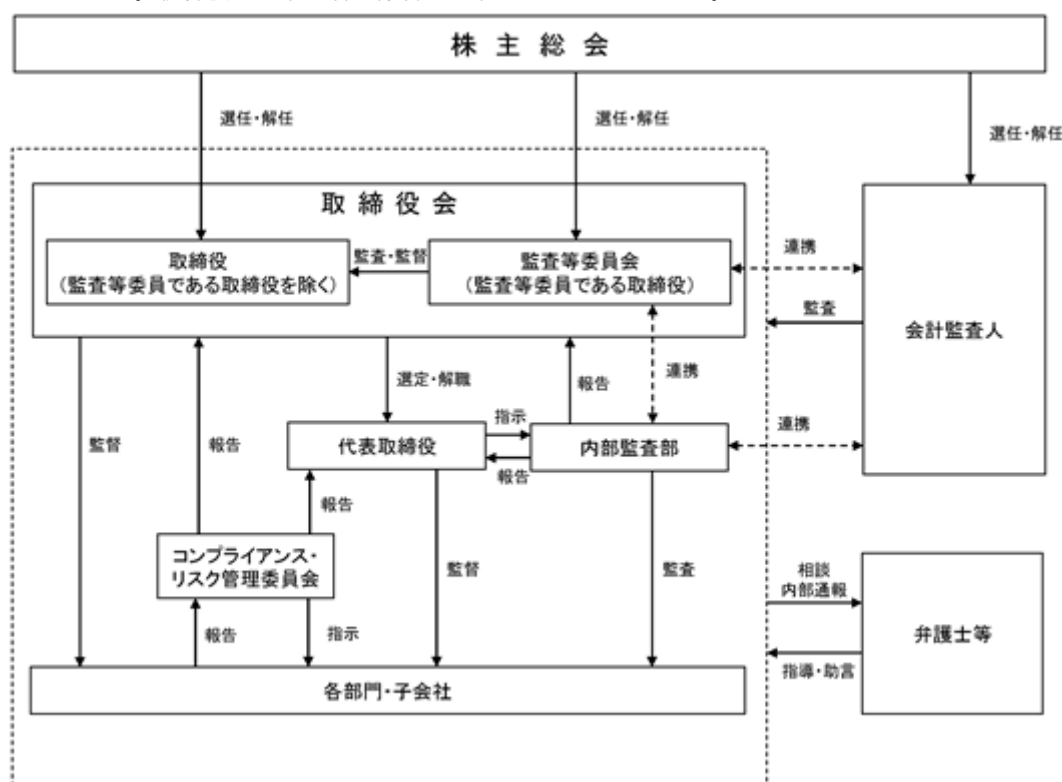 株主総会
選任・解任
選任・解任
選任・解任
取締役会
取締役
(監査等委員である取締役を除く)
監査・監督
監査等委員会
(監査等委員である取締役)
連携
監査
会計監査人
選定・解職
報告
連携
監督
報告
代表取締役
指示
報告
内部監査部
連携
報告
コンプライアンス・
リスク管理委員会
監督
監査
相談
内部通報
弁護士等
指導・助言
報告
指示
各部門・子会社